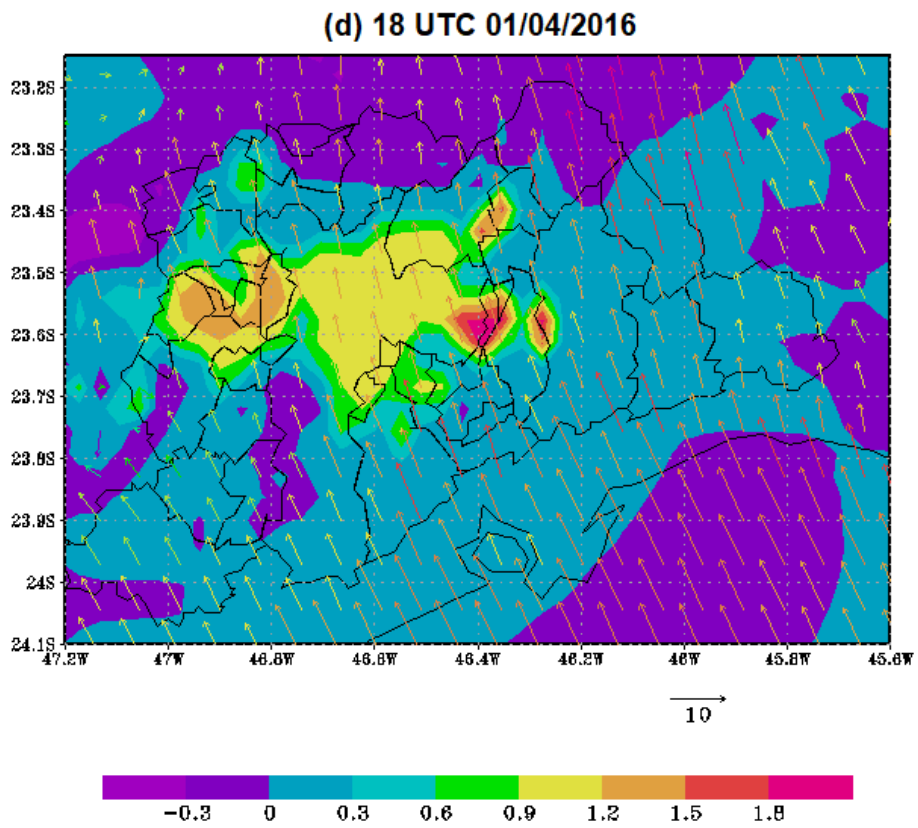 (d) 18 UTC 01/04/2016
23.2S
23.3S
23.4S
23.5S
23.6S
23.7S
23.8S
23.9S
24S
24.1S
47.2W 47W 46.8W 46.6W 46.4W 46.2W 46W 45.8W 45.6W
10
-0.3 0 0.3 0.6 0.9 1.2 1.5 1.8